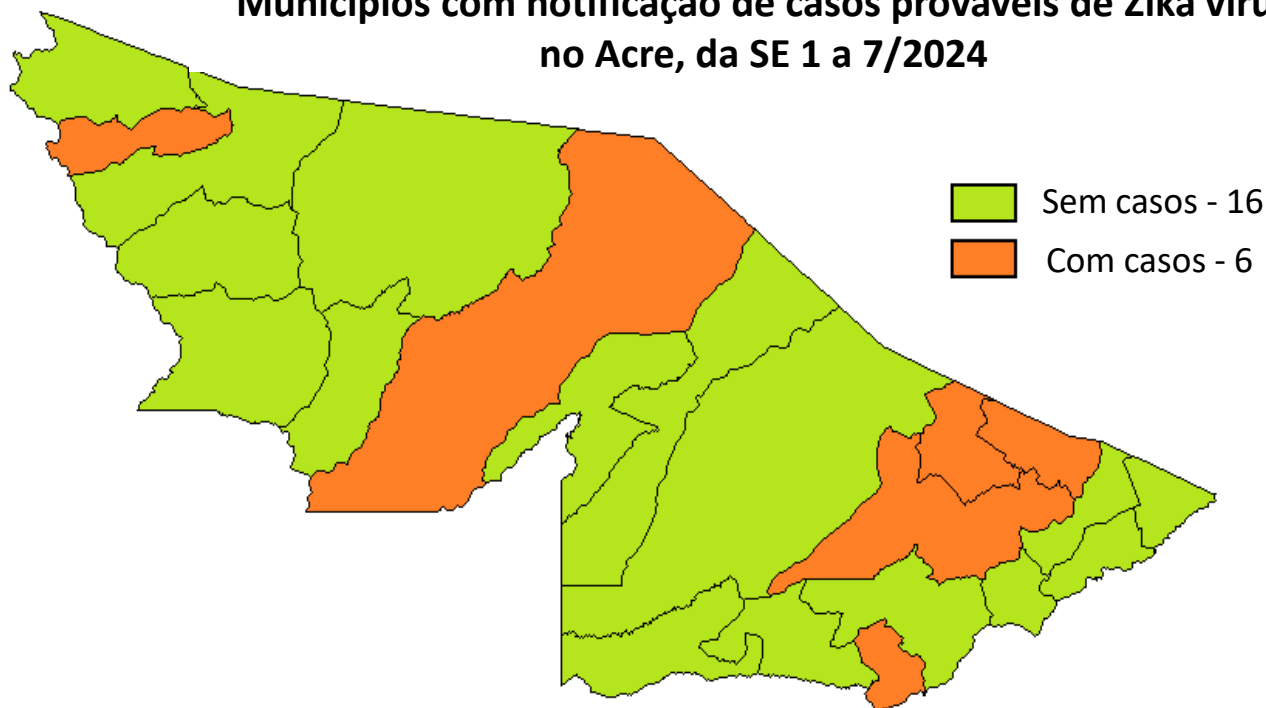 Municípios com notificação de casos prováveis de Zika víru
no Acre, da SE 1 a 7/2024
Sem casos - 16
Com casos - 6